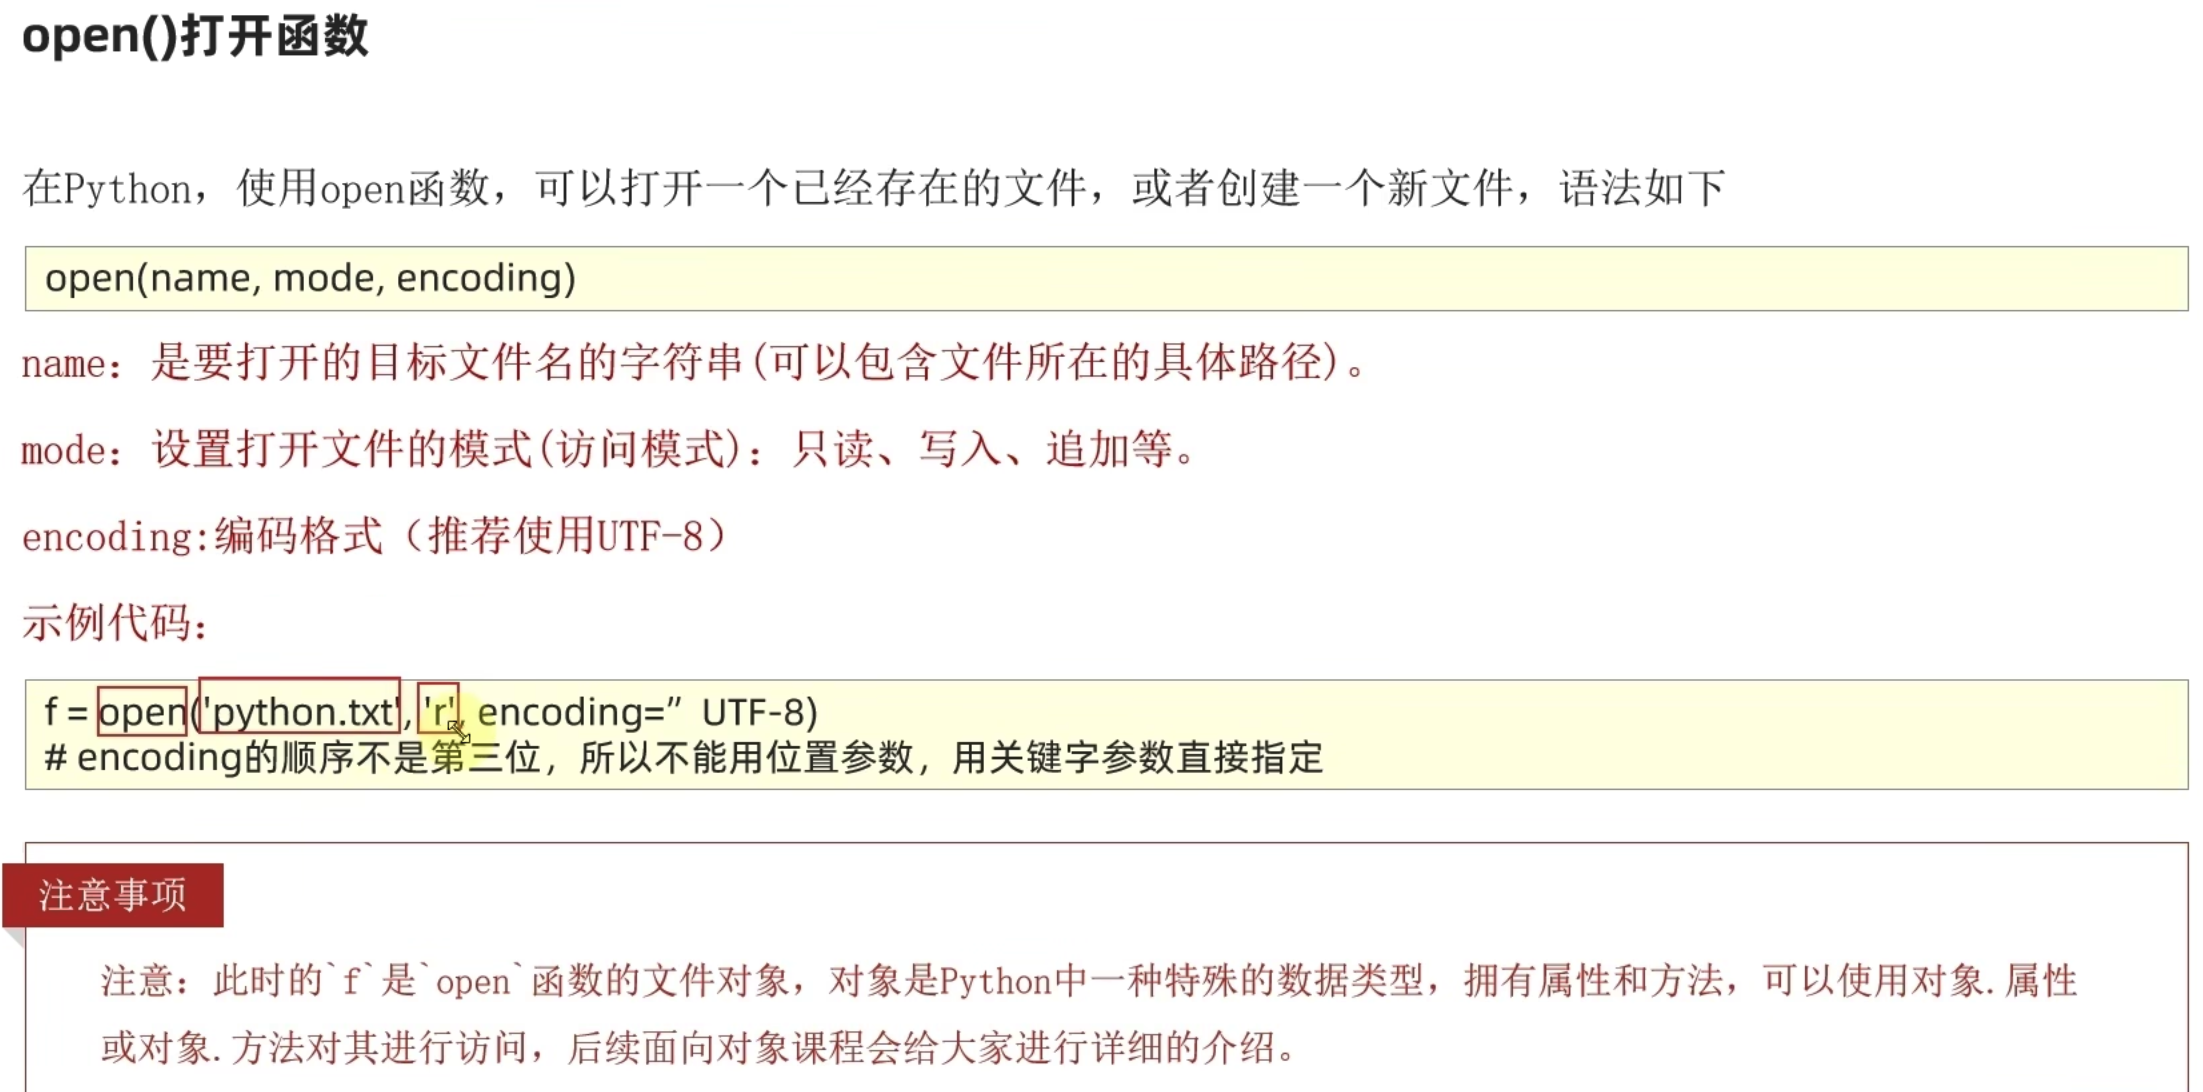 open()打开函数
在Python，使用open函数，可以打开一个已经存在的文件，或者创建一个新文件，语法如下
open(name, mode, encoding)
name：是要打开的目标文件名的字符串(可以包含文件所在的具体路径)。
mode：设置打开文件的模式(访问模式)：只读、写入、追加等。
encoding:编码格式（推荐使用UTF-8）
示例代码：
f = open('python.txt', 'r', encoding=” UTF-8)
# encoding的顺序不是第三位，所以不能用位置参数，用关键字参数直接指定
注意事项
注意：此时的`f`是`open`函数的文件对象，对象是Python中一种特殊的数据类型，拥有属性和方法，可以使用对象.属性
或对象.方法对其进行访问，后续面向对象课程会给大家进行详细的介绍。